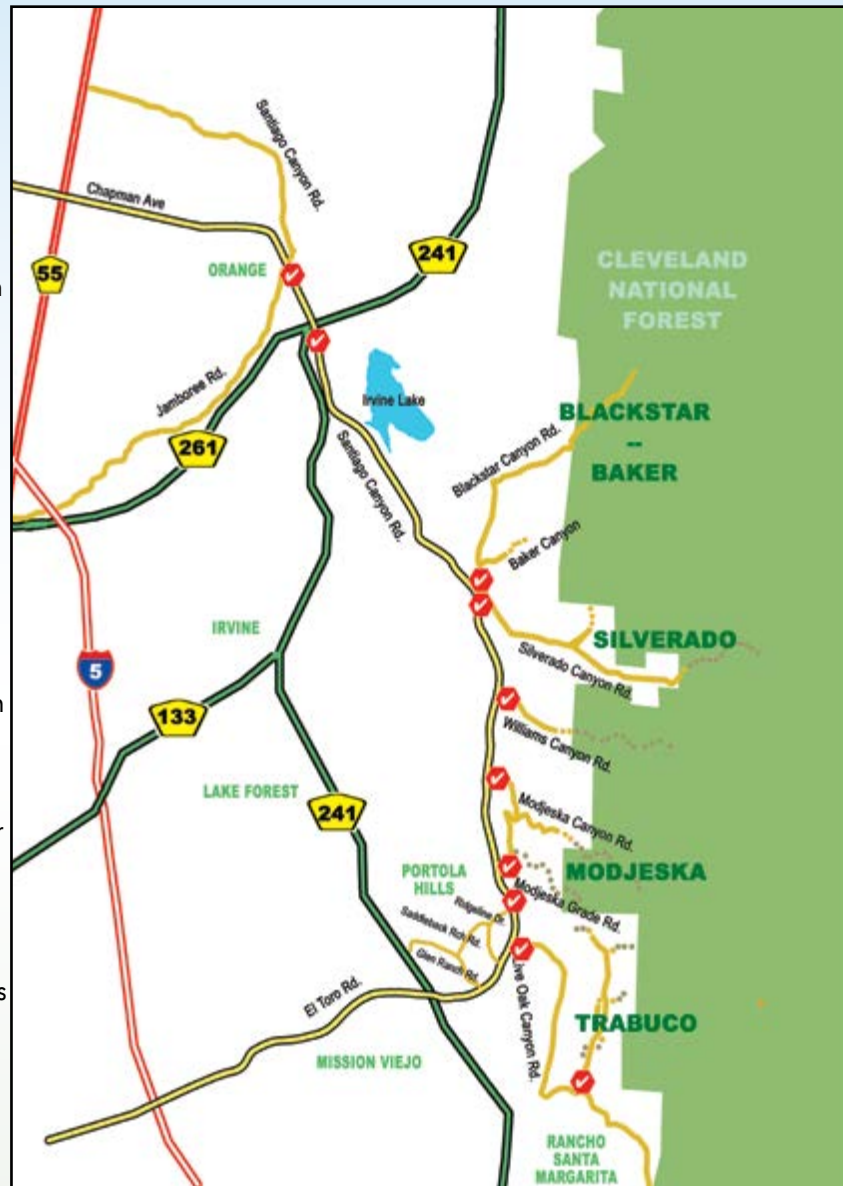 Santiago Canyon Rd.
Chapman Ave
ORANGE
241
55
CLEVELAND
NATIONAL
FOREST
Jamboree Rd.
Irvine Lake
261
BLACKSTAR
--
BAKER
Blackstar Canyon Rd.
Santiago Canyon Rd.
Baker Canyon
IRVINE
SILVERADO
Silverado Canyon Rd.
5
133
Williams Canyon Rd.
LAKE FOREST
241
Modjeska Canyon Rd.
PORTOLA
HILLS
MODJESKA
Modjeska Grade Rd.
Ridgeline Dr.
Saddleback Rch Rd.
Glen Ranch Rd.
Live Oak Canyon Rd.
El Toro Rd.
TRABUCO
MISSION VIEJO
RANCHO
SANTA
MARGARITA